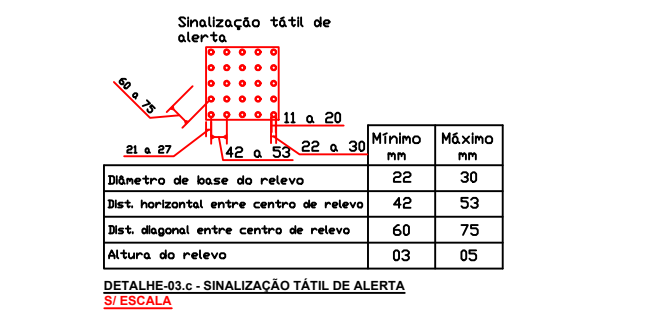 Sinalização tátil de
alerta
60 a 75
11 a 20
21 a 27
42 a 53
22 a 30
Mínimo Máximo
mm mm
Diâmetro de base do relevo 22 30
Dist. horizontal entre centro de relevo 42 53
Dist. diagonal entre centro de relevo 60 75
Altura do relevo 03 05
DETALHE-03.c - SINALIZAÇÃO TÁTIL DE ALERTA
S/ ESCALA